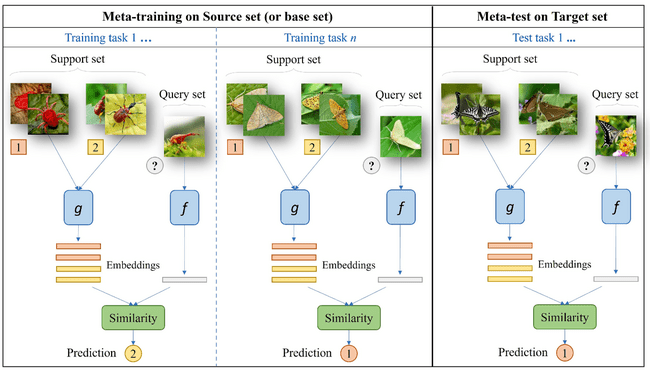 Meta-training on Source set (or base set)
Meta-test on Target set
Training task 1 ...
Training task n
Test task 1 ...
Support set
Query set
1
2
?
g
f
Embeddings
Similarity
Prediction 2
Support set
Query set
1
2
?
g
f
Embeddings
Similarity
Prediction 1
Support set
Query set
1
2
?
g
f
Embeddings
Similarity
Prediction 1